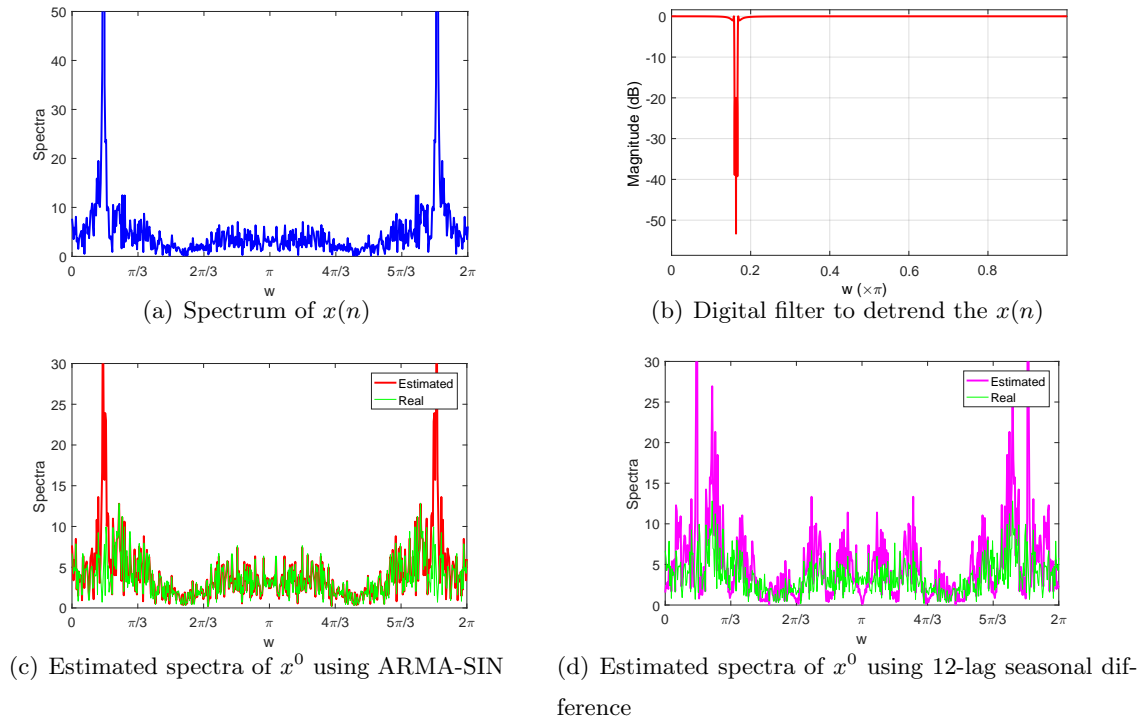 50
40
30
20
10
0
Spectra
0 π/3 2π/3 π 4π/3 5π/3 2π
w
(a) Spectrum of x(n)
0
-10
-20
-30
-40
-50
Magnitude (dB)
0 0.2 0.4 0.6 0.8
w (×π)
(b) Digital filter to detrend the x(n)
30
25
20
15
10
5
0
Spectra
Estimated
Real
0 π/3 2π/3 π 4π/3 5π/3 2π
w
(c) Estimated spectra of x⁰ using ARMA-SIN
30
25
20
15
10
5
0
Spectra
Estimated
Real
0 π/3 2π/3 π 4π/3 5π/3 2π
w
(d) Estimated spectra of x⁰ using 12-lag seasonal dif-
ference